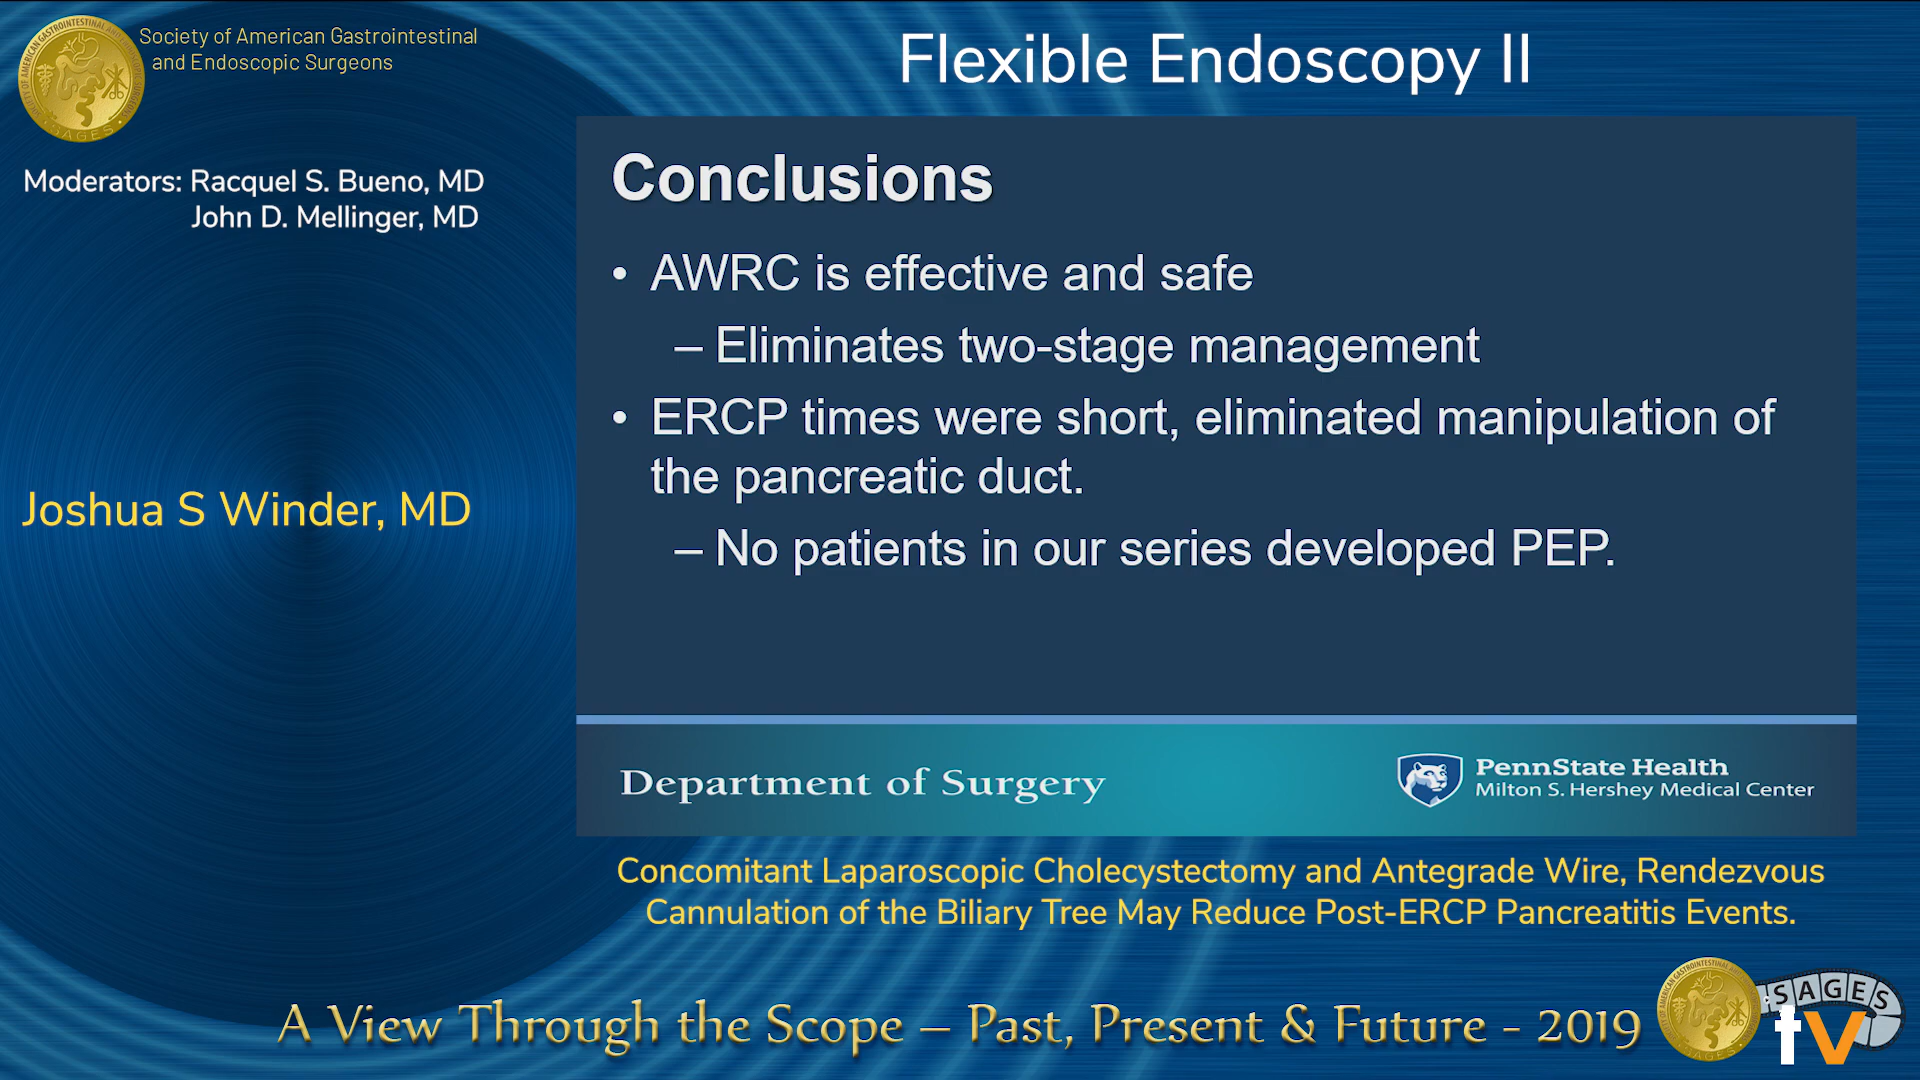 Society of American Gastrointestinal
and Endoscopic Surgeons
Flexible Endoscopy II
Moderators: Racquel S. Bueno, MD
John D. Mellinger, MD
Joshua S Winder, MD
Conclusions
• AWRC is effective and safe
– Eliminates two-stage management
• ERCP times were short, eliminated manipulation of
the pancreatic duct.
– No patients in our series developed PEP.
Department of Surgery
PennState Health
Milton S. Hershey Medical Center
Concomitant Laparoscopic Cholecystectomy and Antegrade Wire, Rendezvous
Cannulation of the Biliary Tree May Reduce Post-ERCP Pancreatitis Events.
A View Through the Scope – Past, Present & Future - 2019
SAGES
tv